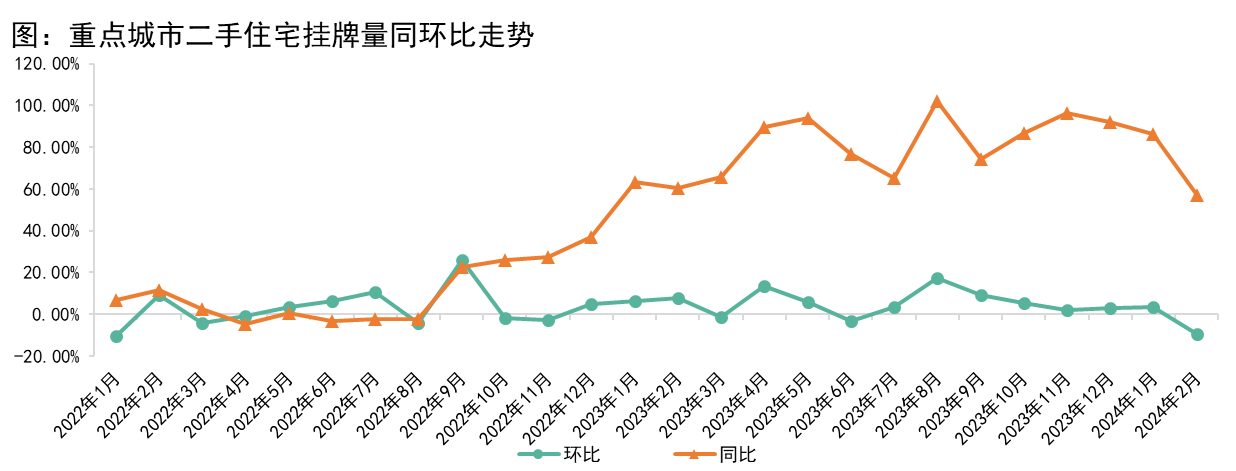 图：重点城市二手住宅挂牌量同环比走势
120.00%
100.00%
80.00%
60.00%
40.00%
20.00%
0.00%
-20.00%
2022年1月
2022年2月
2022年3月
2022年4月
2022年5月
2022年6月
2022年7月
2022年8月
2022年9月
2022年10月
2022年11月
2022年12月
2023年1月
2023年2月
2023年3月
2023年4月
2023年5月
2023年6月
2023年7月
2023年8月
2023年9月
2023年10月
2023年11月
2023年12月
2024年1月
2024年2月
环比 同比